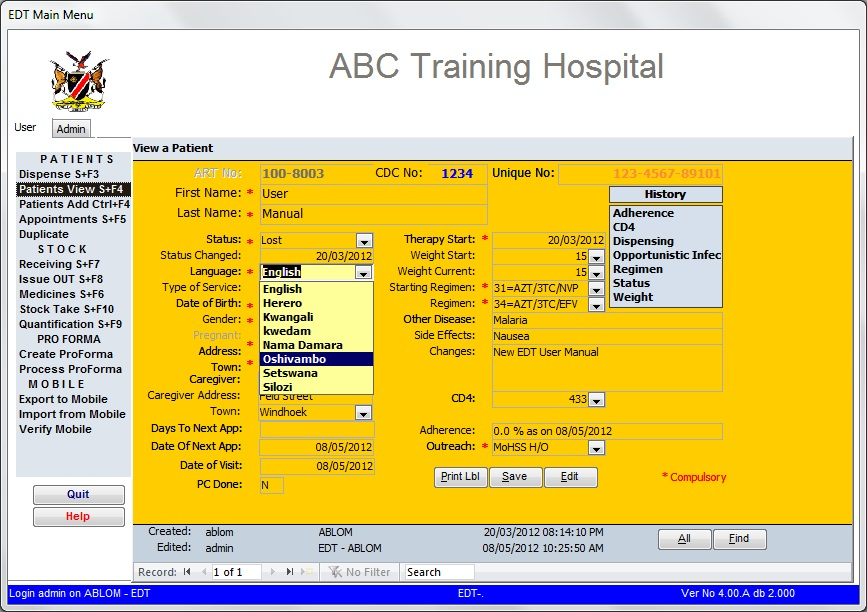 EDT Main Menu
ABC Training Hospital
User Admin
PATIENTS
Dispense S+F3
Patients View S+F4
Patients Add Ctrl+F4
Appointments S+F5
Duplicate
STOCK
Receiving S+F7
Issue OUT S+F8
Medicines S+F6
Stock Take S+F10
Quantification S+F9
PRO FORMA
Create ProForma
Process ProForma
MOBILE
Export to Mobile
Import from Mobile
Verify Mobile
Quit
Help
View a Patient
ART No: 100-8003 CDC No: 1234 Unique No: 123-4567-89101
First Name: * User
Last Name: * Manual
History
Adherence
CD4
Dispensing
Opportunistic Infec
Regimen
Status
Weight
Status: * Lost
Status Changed: 20/03/2012
Language: * English
English
Herero
Kwangali
kwedam
Nama Damara
Oshivambo
Setswana
Silozi
Type of Service:
Date of Birth: *
Gender: *
Pregnant:
Address: *
Town: *
Caregiver:
Caregiver Address: Feld Street
Town: Windhoek
Days To Next App:
Date Of Next App: 08/05/2012
Date of Visit: 08/05/2012
PC Done: N
Therapy Start: * 20/03/2012
Weight Start: 15
Weight Current: 15
Starting Regimen: * 31=AZT/3TC/NVP
Regimen: * 34=AZT/3TC/EFV
Other Disease: Malaria
Side Effects: Nausea
Changes: New EDT User Manual
CD4: 433
Adherence: 0.0 % as on 08/05/2012
Outreach: * MoHSS H/O
Print Lbl Save Edit
* Compulsory
Created: ablom ABLOM 20/03/2012 08:14:10 PM
Edited: admin EDT - ABLOM 08/05/2012 10:25:50 AM
All Find
Record: 1 of 1 No Filter Search
Login admin on ABLOM - EDT EDT-. Ver No 4.00.A db 2.000